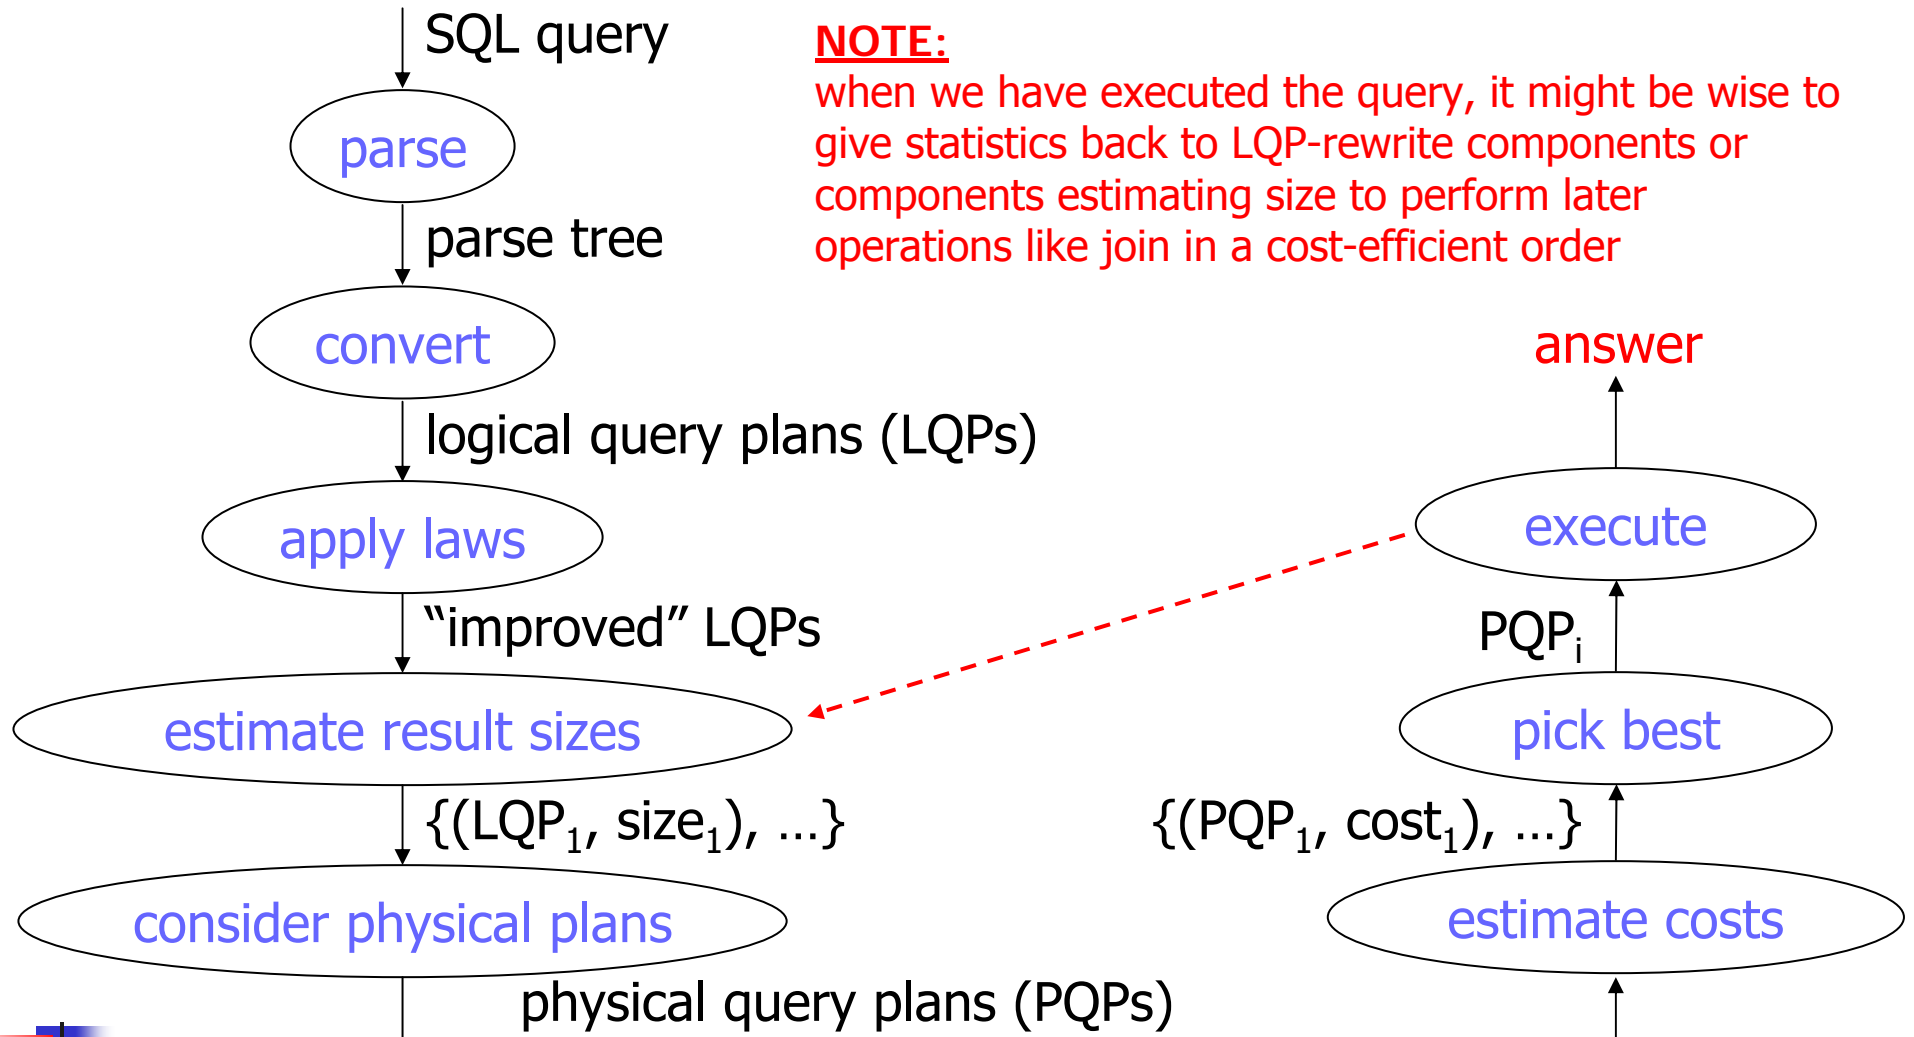 SQL query
NOTE:
when we have executed the query, it might be wise to
give statistics back to LQP-rewrite components or
components estimating size to perform later
operations like join in a cost-efficient order
parse
parse tree
convert
logical query plans (LQPs)
apply laws
“improved” LQPs
estimate result sizes
{(LQP₁, size₁), …}
consider physical plans
physical query plans (PQPs)
estimate costs
{(PQP₁, cost₁), …}
pick best
PQPᵢ
execute
answer